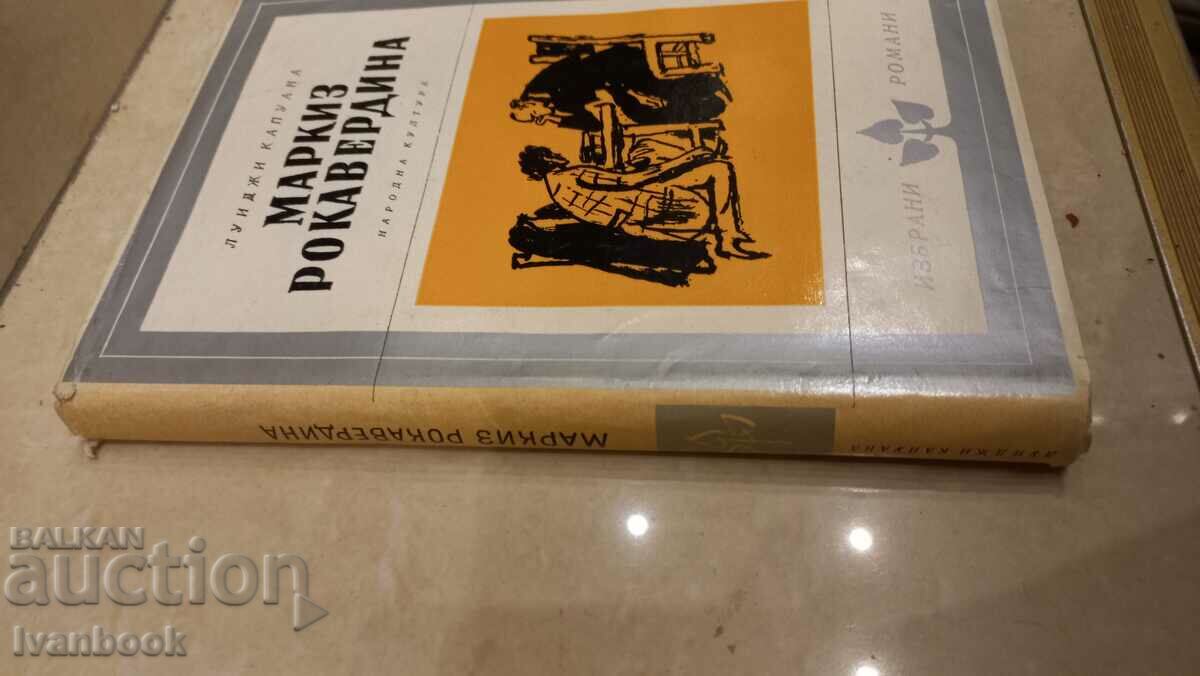 ЛУИДЖИ КАПУАНА
МАРКИЗ
РОКАВЕРДИНА
НАРОДНА КУЛТУРА
ИЗБРАНИ РОМАНИ
ЛУИДЖИ КАПУАНА
МАРКИЗ РОКАВЕРДИНА
BALKAN
auction
Ivanbook